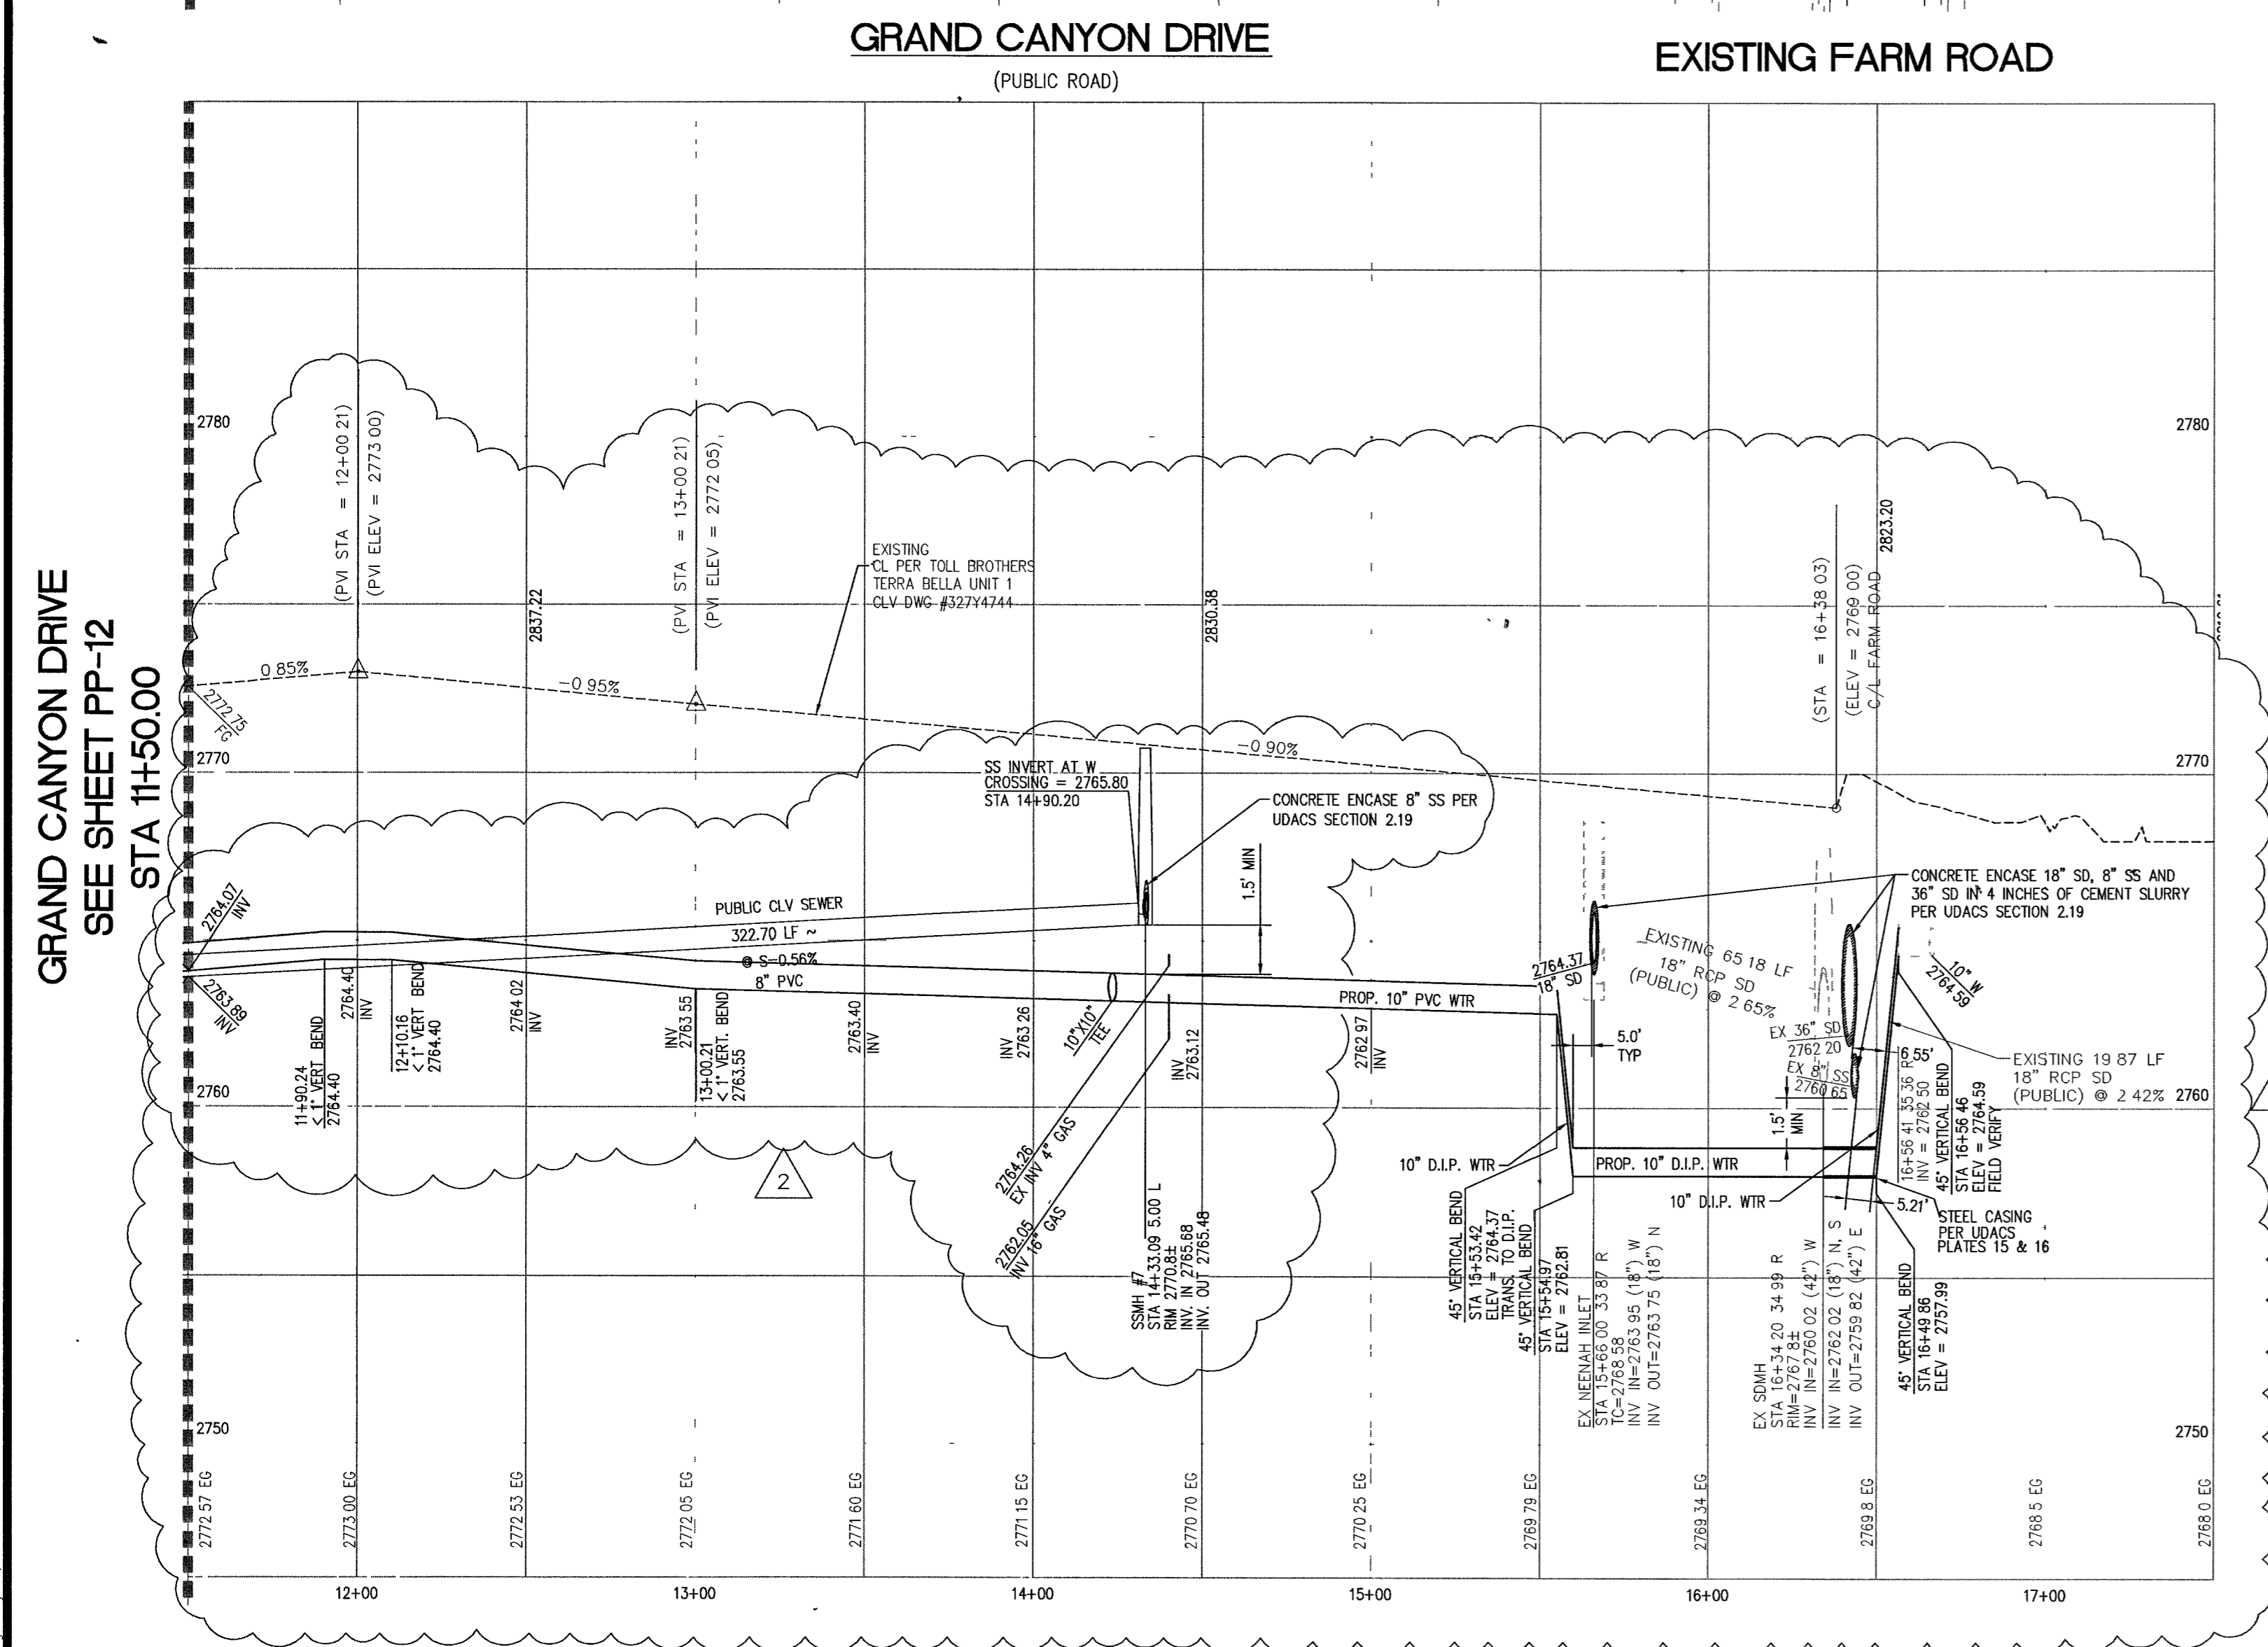 GRAND CANYON DRIVE
(PUBLIC ROAD)
EXISTING FARM ROAD
GRAND CANYON DRIVE
SEE SHEET PP-12
STA 11+50.00
2780
2780
(PVI STA = 12+00 21)
(PVI ELEV = 2773 00)
2837.22
(PV STA = 13+00 21)
(PVI ELEV = 2772 05)
EXISTING
CL PER TOLL BROTHERS
TERRA BELLA UNIT 1
CLV DWG #327Y4744
2830.38
(STA = 16+38 03)
(ELEV = 2769 00)
C/L FARM ROAD
2823.20
0 85%
-0 95%
-0 90%
2772.75
FG
2770
2770
SS INVERT AT W
CROSSING = 2765.80
STA 14+90.20
CONCRETE ENCASE 8" SS PER
UDACS SECTION 2.19
1.5' MIN
CONCRETE ENCASE 18" SD, 8" SS AND
36" SD IN 4 INCHES OF CEMENT SLURRY
PER UDACS SECTION 2.19
2764.07
INV
2763.89
INV
PUBLIC CLV SEWER
322.70 LF ~
@ S=0.56%
8" PVC
11+90.24
< 1° VERT BEND
2764.40
2764.40
INV
12+10.16
< 1° VERT BEND
2764.40
2764 02
INV
INV
2763 55
13+00.21
< 1° VERT. BEND
2763.55
2763.40
INV
INV
2763 26
10"X10"
TEE
INV
2763.12
2762 97
INV
PROP. 10" PVC WTR
2764.37
18" SD
5.0'
TYP
EXISTING 65 18 LF
18" RCP SD
(PUBLIC) @ 2 65%
EX 36" SD
2762 20
EX 8" SS
2760 65
6.55'
10" W
2764 59
EXISTING 19 87 LF
18" RCP SD
(PUBLIC) @ 2 42%
2760
2760
1.5'
MIN
16+56 41 35 36 R
INV = 2762 50
45° VERTICAL BEND
STA 16+56 46
ELEV = 2764.59
FIELD VERIFY
2
2764.26
EX INV 4" GAS
2762.05
INV 16" GAS
10" D.I.P. WTR
PROP. 10" D.I.P. WTR
10" D.I.P. WTR
5.21'
STEEL CASING
PER UDACS
PLATES 15 & 16
SSMH #7
STA 14+33.09 5.00 L
RIM 2770.8±
INV. IN 2765.68
INV. OUT 2765.48
45° VERTICAL BEND
STA 15+53.42
ELEV = 2764.37
TRANS. TO D.I.P.
45° VERTICAL BEND
STA 15+54.97
ELEV = 2762.81
EX NEENAH INLET
STA 15+66 00 33 87 R
TC=2768 58
INV IN=2763 95 (18") W
INV OUT=2763 75 (18") N
EX SDMH
STA 16+34 20 34 99 R
RIM=2767 8±
INV IN=2760 02 (42") W
INV IN=2762 02 (18") N, S
INV OUT=2759 82 (42") E
45° VERTICAL BEND
STA 16+49 86
ELEV = 2757.99
2750
2750
2772 57 EG
2773 00 EG
2772 53 EG
2772 05 EG
2771 60 EG
2771 15 EG
2770 70 EG
2770 25 EG
2769 79 EG
2769 34 EG
2769 8 EG
2768 5 EG
2768 0 EG
12+00
13+00
14+00
15+00
16+00
17+00